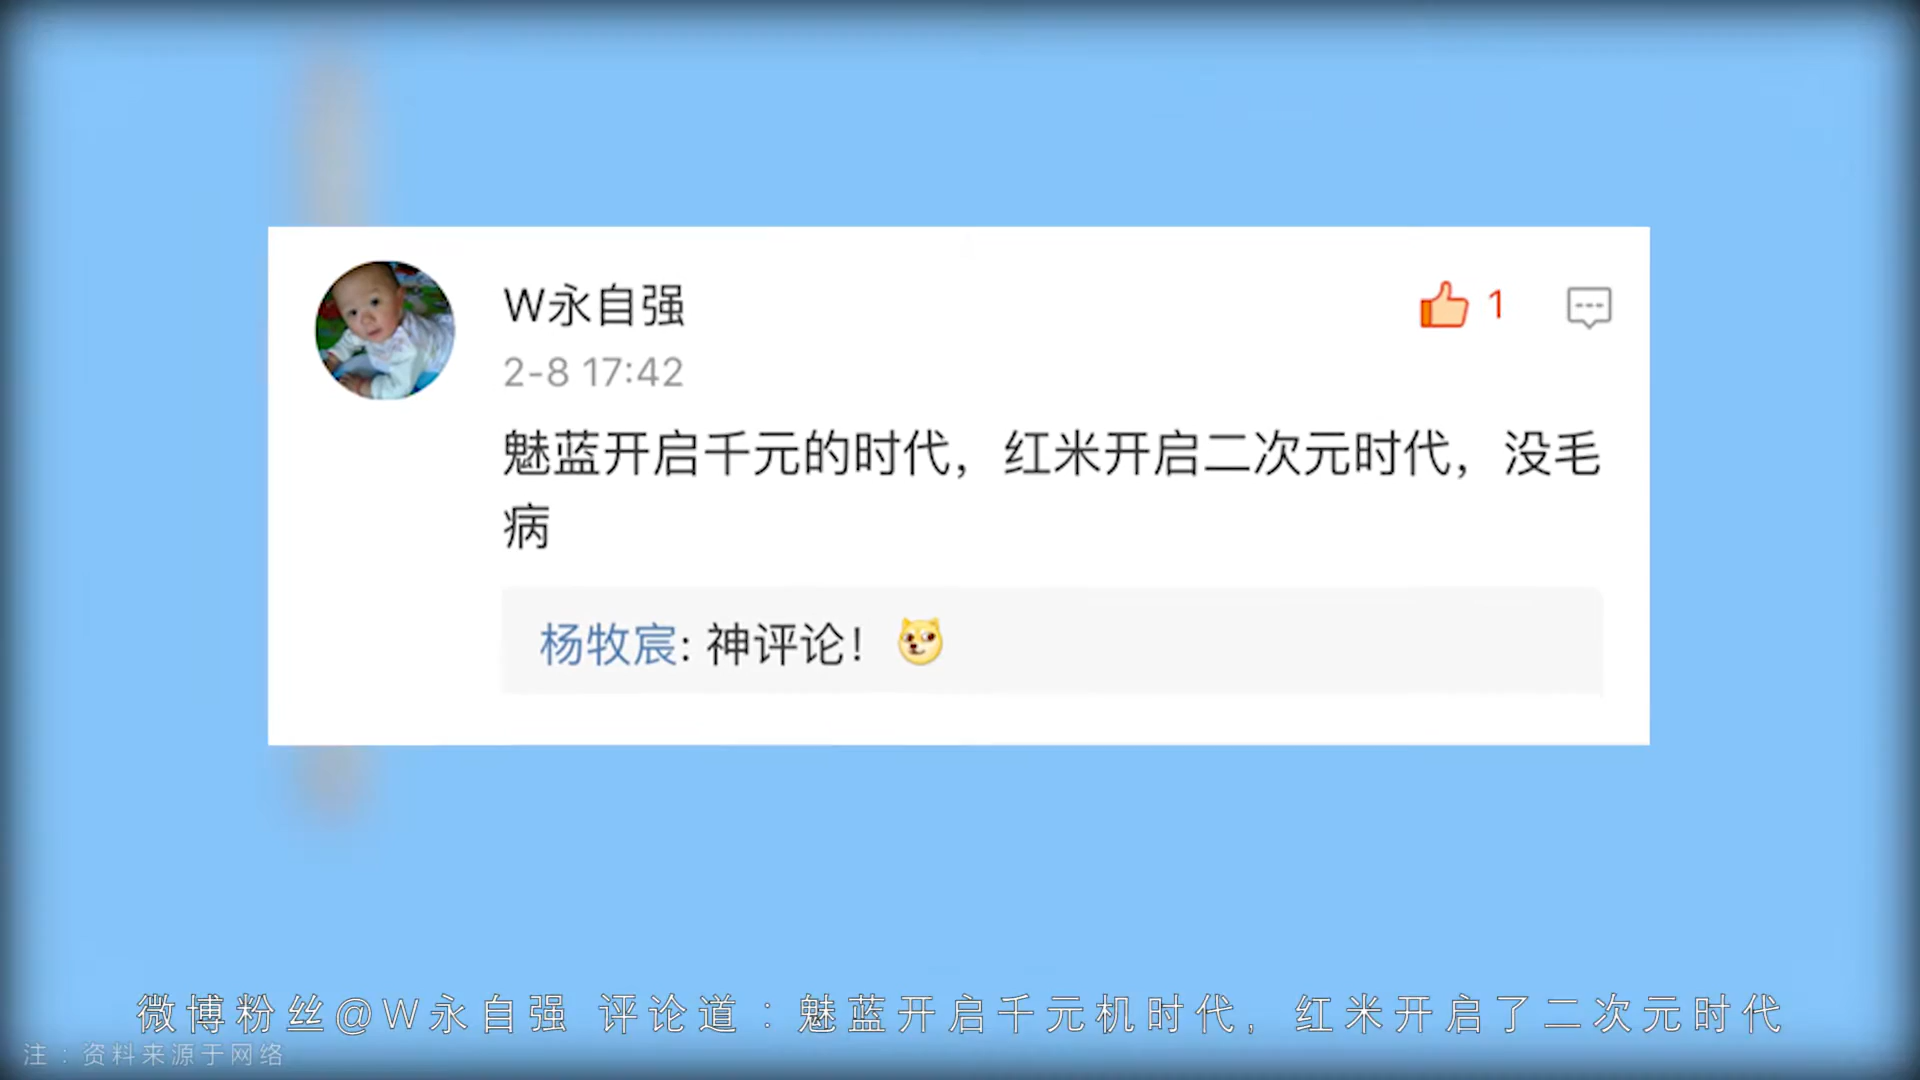 W永自强
1
2-8 17:42
魅蓝开启千元的时代，红米开启二次元时代，没毛
病
杨牧宸: 神评论！
微博粉丝@W永自强 评论道：魅蓝开启千元机时代，红米开启了二次元时代
注：资料来源于网络